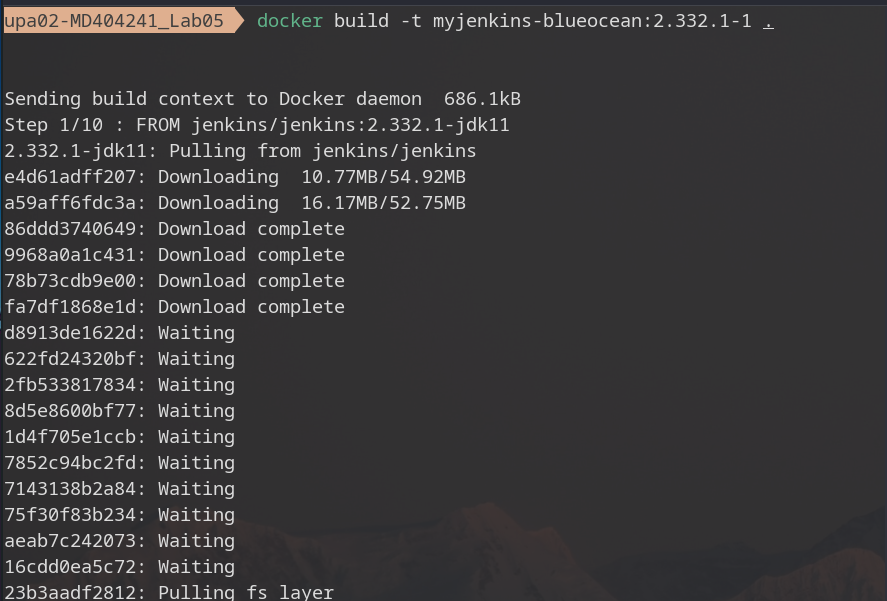 upa02-MD404241_Lab05 docker build -t myjenkins-blueocean:2.332.1-1 .
Sending build context to Docker daemon  686.1kB
Step 1/10 : FROM jenkins/jenkins:2.332.1-jdk11
2.332.1-jdk11: Pulling from jenkins/jenkins
e4d61adff207: Downloading  10.77MB/54.92MB
a59aff6fdc3a: Downloading  16.17MB/52.75MB
86ddd3740649: Download complete
9968a0a1c431: Download complete
78b73cdb9e00: Download complete
fa7df1868e1d: Download complete
d8913de1622d: Waiting
622fd24320bf: Waiting
2fb533817834: Waiting
8d5e8600bf77: Waiting
1d4f705e1ccb: Waiting
7852c94bc2fd: Waiting
7143138b2a84: Waiting
75f30f83b234: Waiting
aeab7c242073: Waiting
16cdd0ea5c72: Waiting
23b3aadf2812: Pulling fs layer